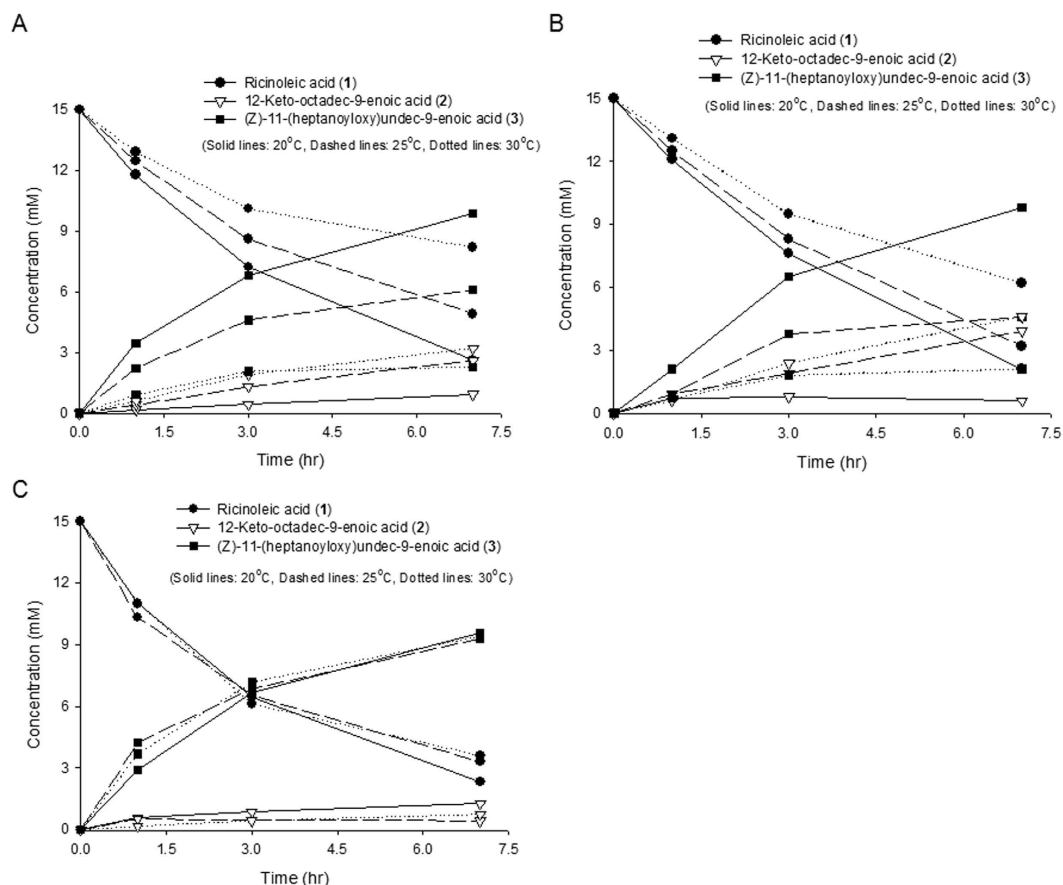 A
Ricinoleic acid (1)
12-Keto-octadec-9-enoic acid (2)
(Z)-11-(heptanoyloxy)undec-9-enoic acid (3)
(Solid lines: 20°C, Dashed lines: 25°C, Dotted lines: 30°C)
Concentration (mM)
15
12
9
6
3
0
0.0 1.5 3.0 4.5 6.0 7.5
Time (hr)
B
Ricinoleic acid (1)
12-Keto-octadec-9-enoic acid (2)
(Z)-11-(heptanoyloxy)undec-9-enoic acid (3)
(Solid lines: 20°C, Dashed lines: 25°C, Dotted lines: 30°C)
Concentration (mM)
15
12
9
6
3
0
0.0 1.5 3.0 4.5 6.0 7.5
Time (hr)
C
Ricinoleic acid (1)
12-Keto-octadec-9-enoic acid (2)
(Z)-11-(heptanoyloxy)undec-9-enoic acid (3)
(Solid lines: 20°C, Dashed lines: 25°C, Dotted lines: 30°C)
Concentration (mM)
15
12
9
6
3
0
0.0 1.5 3.0 4.5 6.0 7.5
Time (hr)